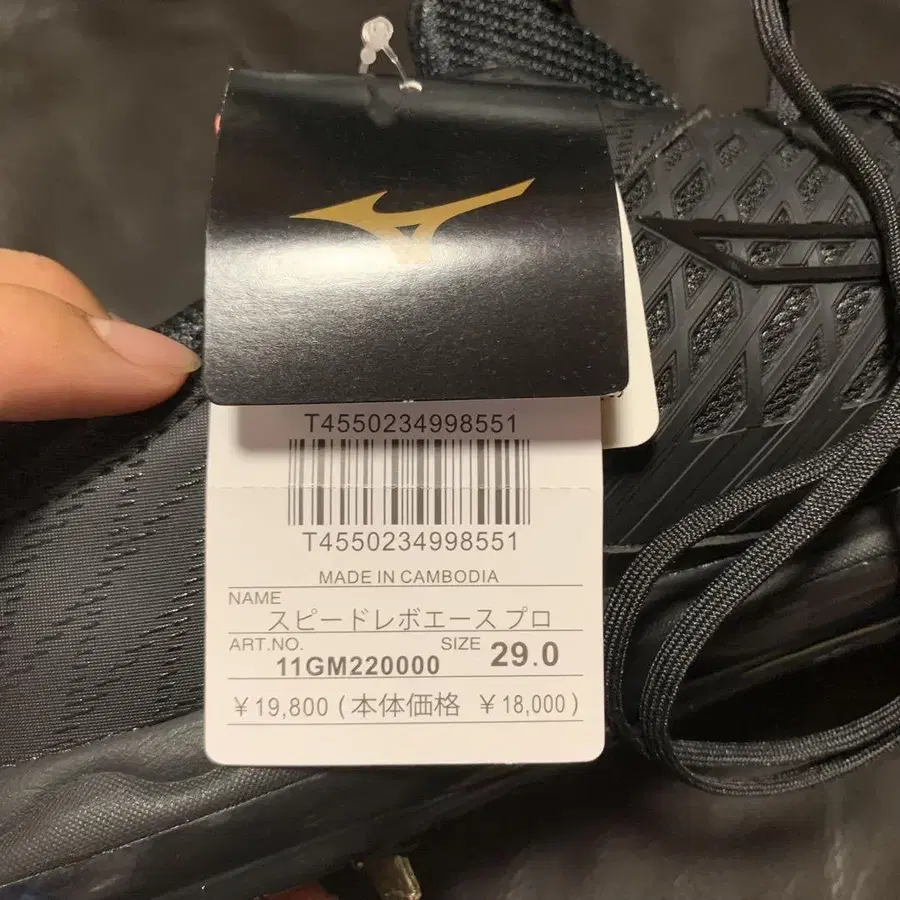 T4550234998551
T4550234998551
MADE IN CAMBODIA
NAME
スピードレボエース プロ
ART.NO. 11GM220000 SIZE 29.0
￥19,800 (本体価格 ￥18,000)